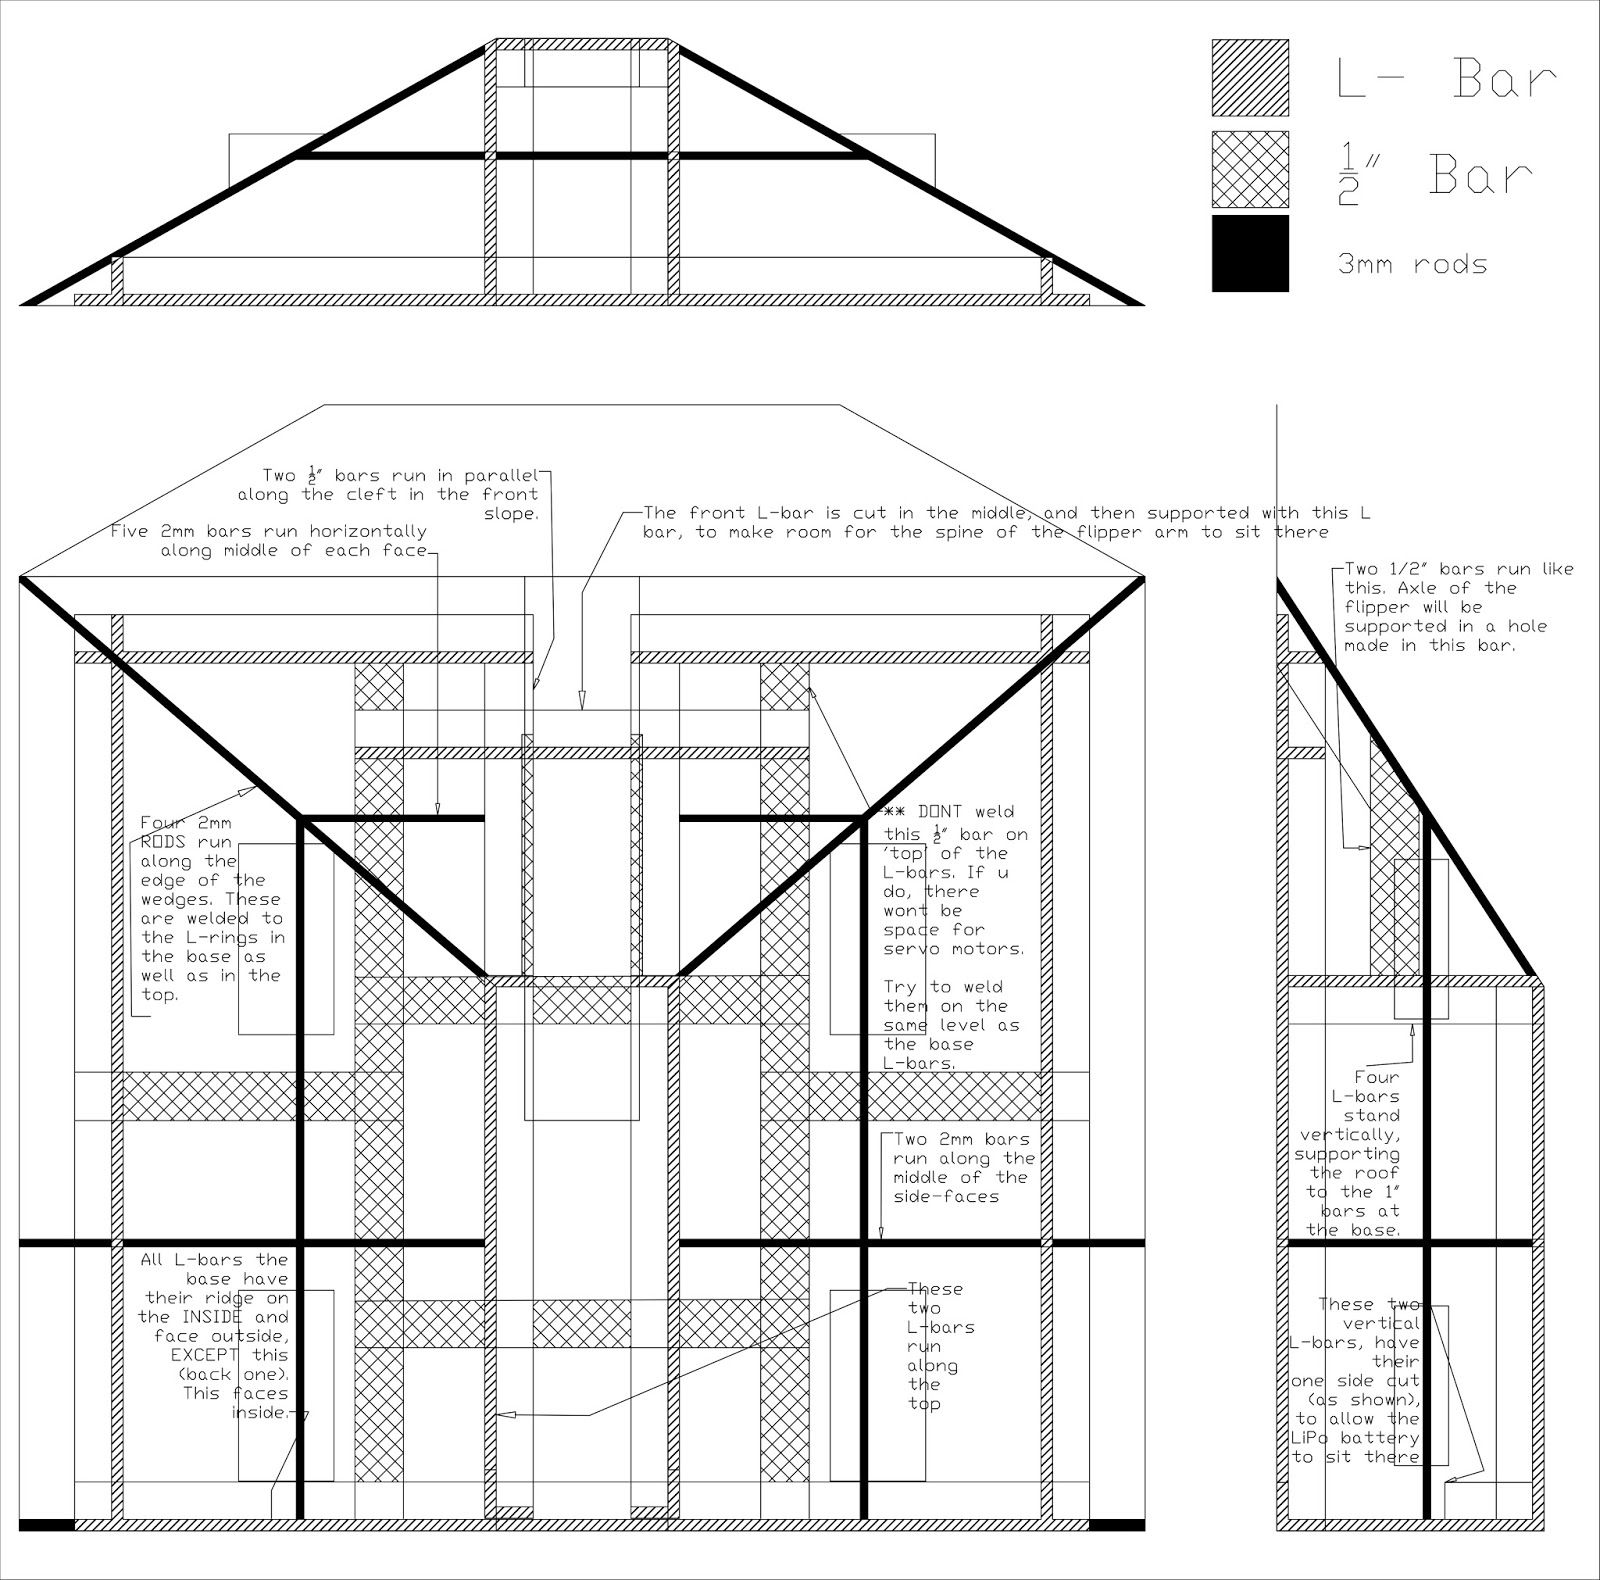 L- Bar
1/2" Bar
3mm rods
Two 1/2" bars run in parallel
along the cleft in the front
slope.
Five 2mm bars run horizontally
along middle of each face
The front L-bar is cut in the middle, and then supported with this L
bar, to make room for the spine of the flipper arm to sit there
Two 1/2" bars run like
this. Axle of the
flipper will be
supported in a hole
made in this bar.
Four 2mm
RODS run
along the
edge of the
wedges. These
are welded to
the L-rings in
the base as
well as in the
top.
** DONT weld
this 1/2" bar on
'top' of the
L-bars. If u
do, there
wont be
space for
servo motors.
Try to weld
them on the
same level as
the base
L-bars.
Four
L-bars
stand
vertically,
supporting
the roof
to the 1"
bars at
the base.
Two 2mm bars
run along the
middle of the
side-faces
All L-bars the
base have
their ridge on
the INSIDE and
face outside,
EXCEPT this
(back one).
This faces
inside.
These
two
L-bars
run
along
the
top
These two
vertical
L-bars, have
their
one side cut
(as shown),
to allow the
LiPo battery
to sit there